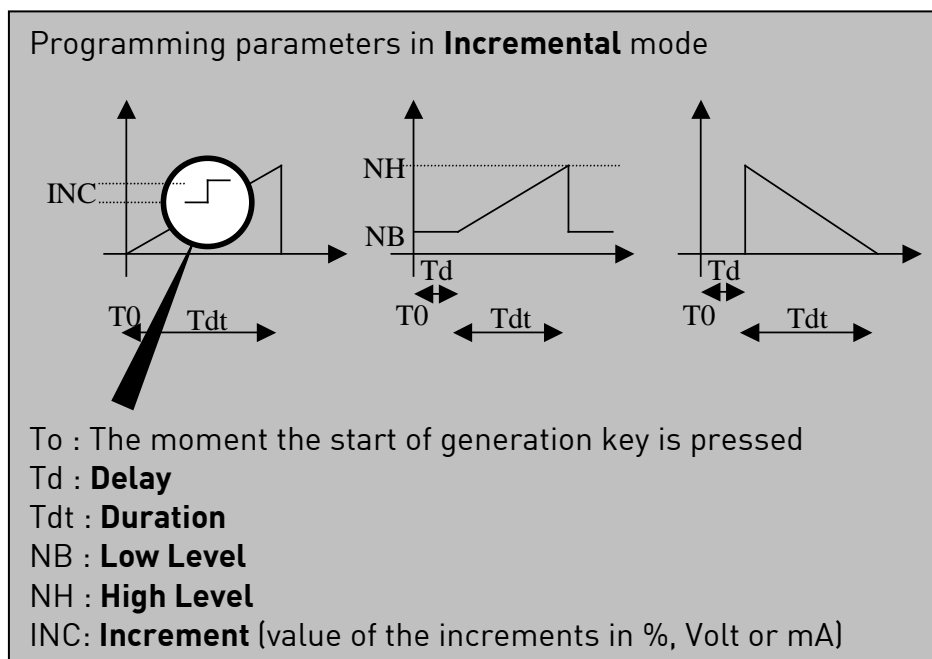 Programming parameters in Incremental mode
INC
T0
Tdt
NH
NB
Td
T0
Tdt
Td
T0
Tdt
To : The moment the start of generation key is pressed
Td : Delay
Tdt : Duration
NB : Low Level
NH : High Level
INC: Increment (value of the increments in %, Volt or mA)